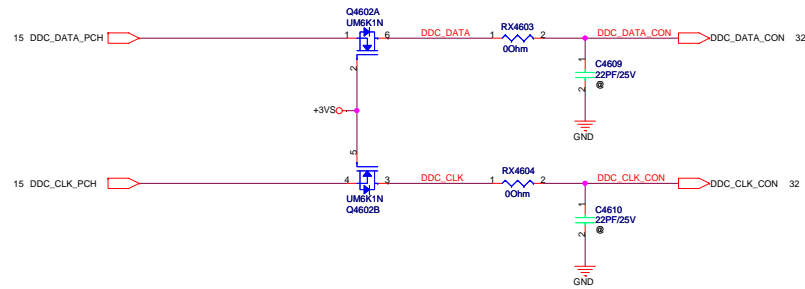 Q4602A
UM6K1N
15 DDC_DATA_PCH
1
6
DDC_DATA
1
RX4603
2
0Ohm
DDC_DATA_CON
DDC_DATA_CON 32
2
1
C4609
22PF/25V
@
2
GND
+3VS
5
15 DDC_CLK_PCH
4
3
UM6K1N
Q4602B
DDC_CLK
1
RX4604
2
0Ohm
DDC_CLK_CON
DDC_CLK_CON 32
1
C4610
22PF/25V
@
2
GND